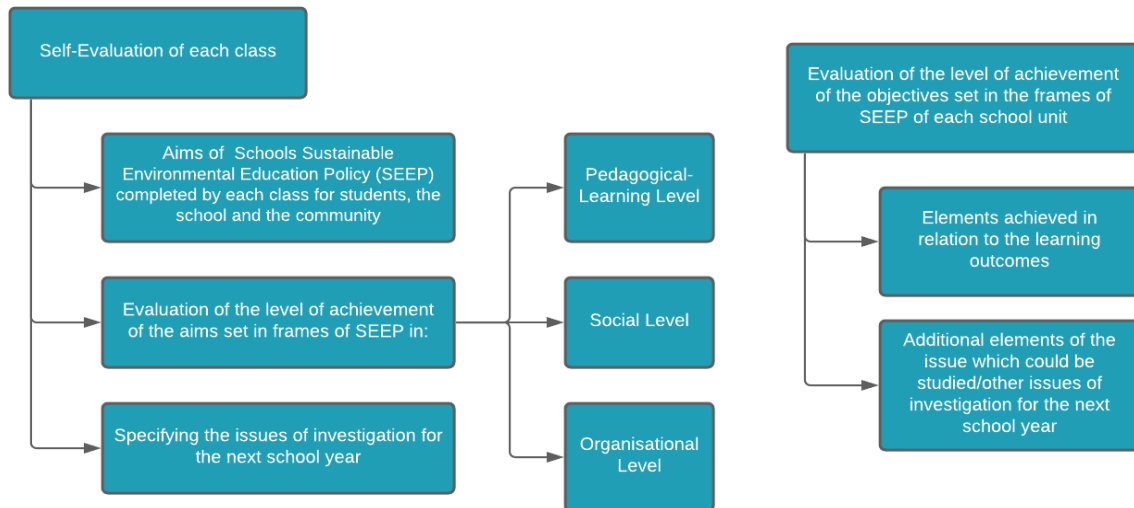 Self-Evaluation of each class
Aims of Schools Sustainable
Environmental Education Policy (SEEP)
completed by each class for students, the
school and the community
Evaluation of the level of achievement
of the aims set in frames of SEEP in:
Specifying the issues of investigation for
the next school year
Pedagogical-
Learning Level
Social Level
Organisational
Level
Evaluation of the level of achievement
of the objectives set in the frames of
SEEP of each school unit
Elements achieved in
relation to the learning
outcomes
Additional elements of the
issue which could be
studied/other issues of
investigation for the next
school year